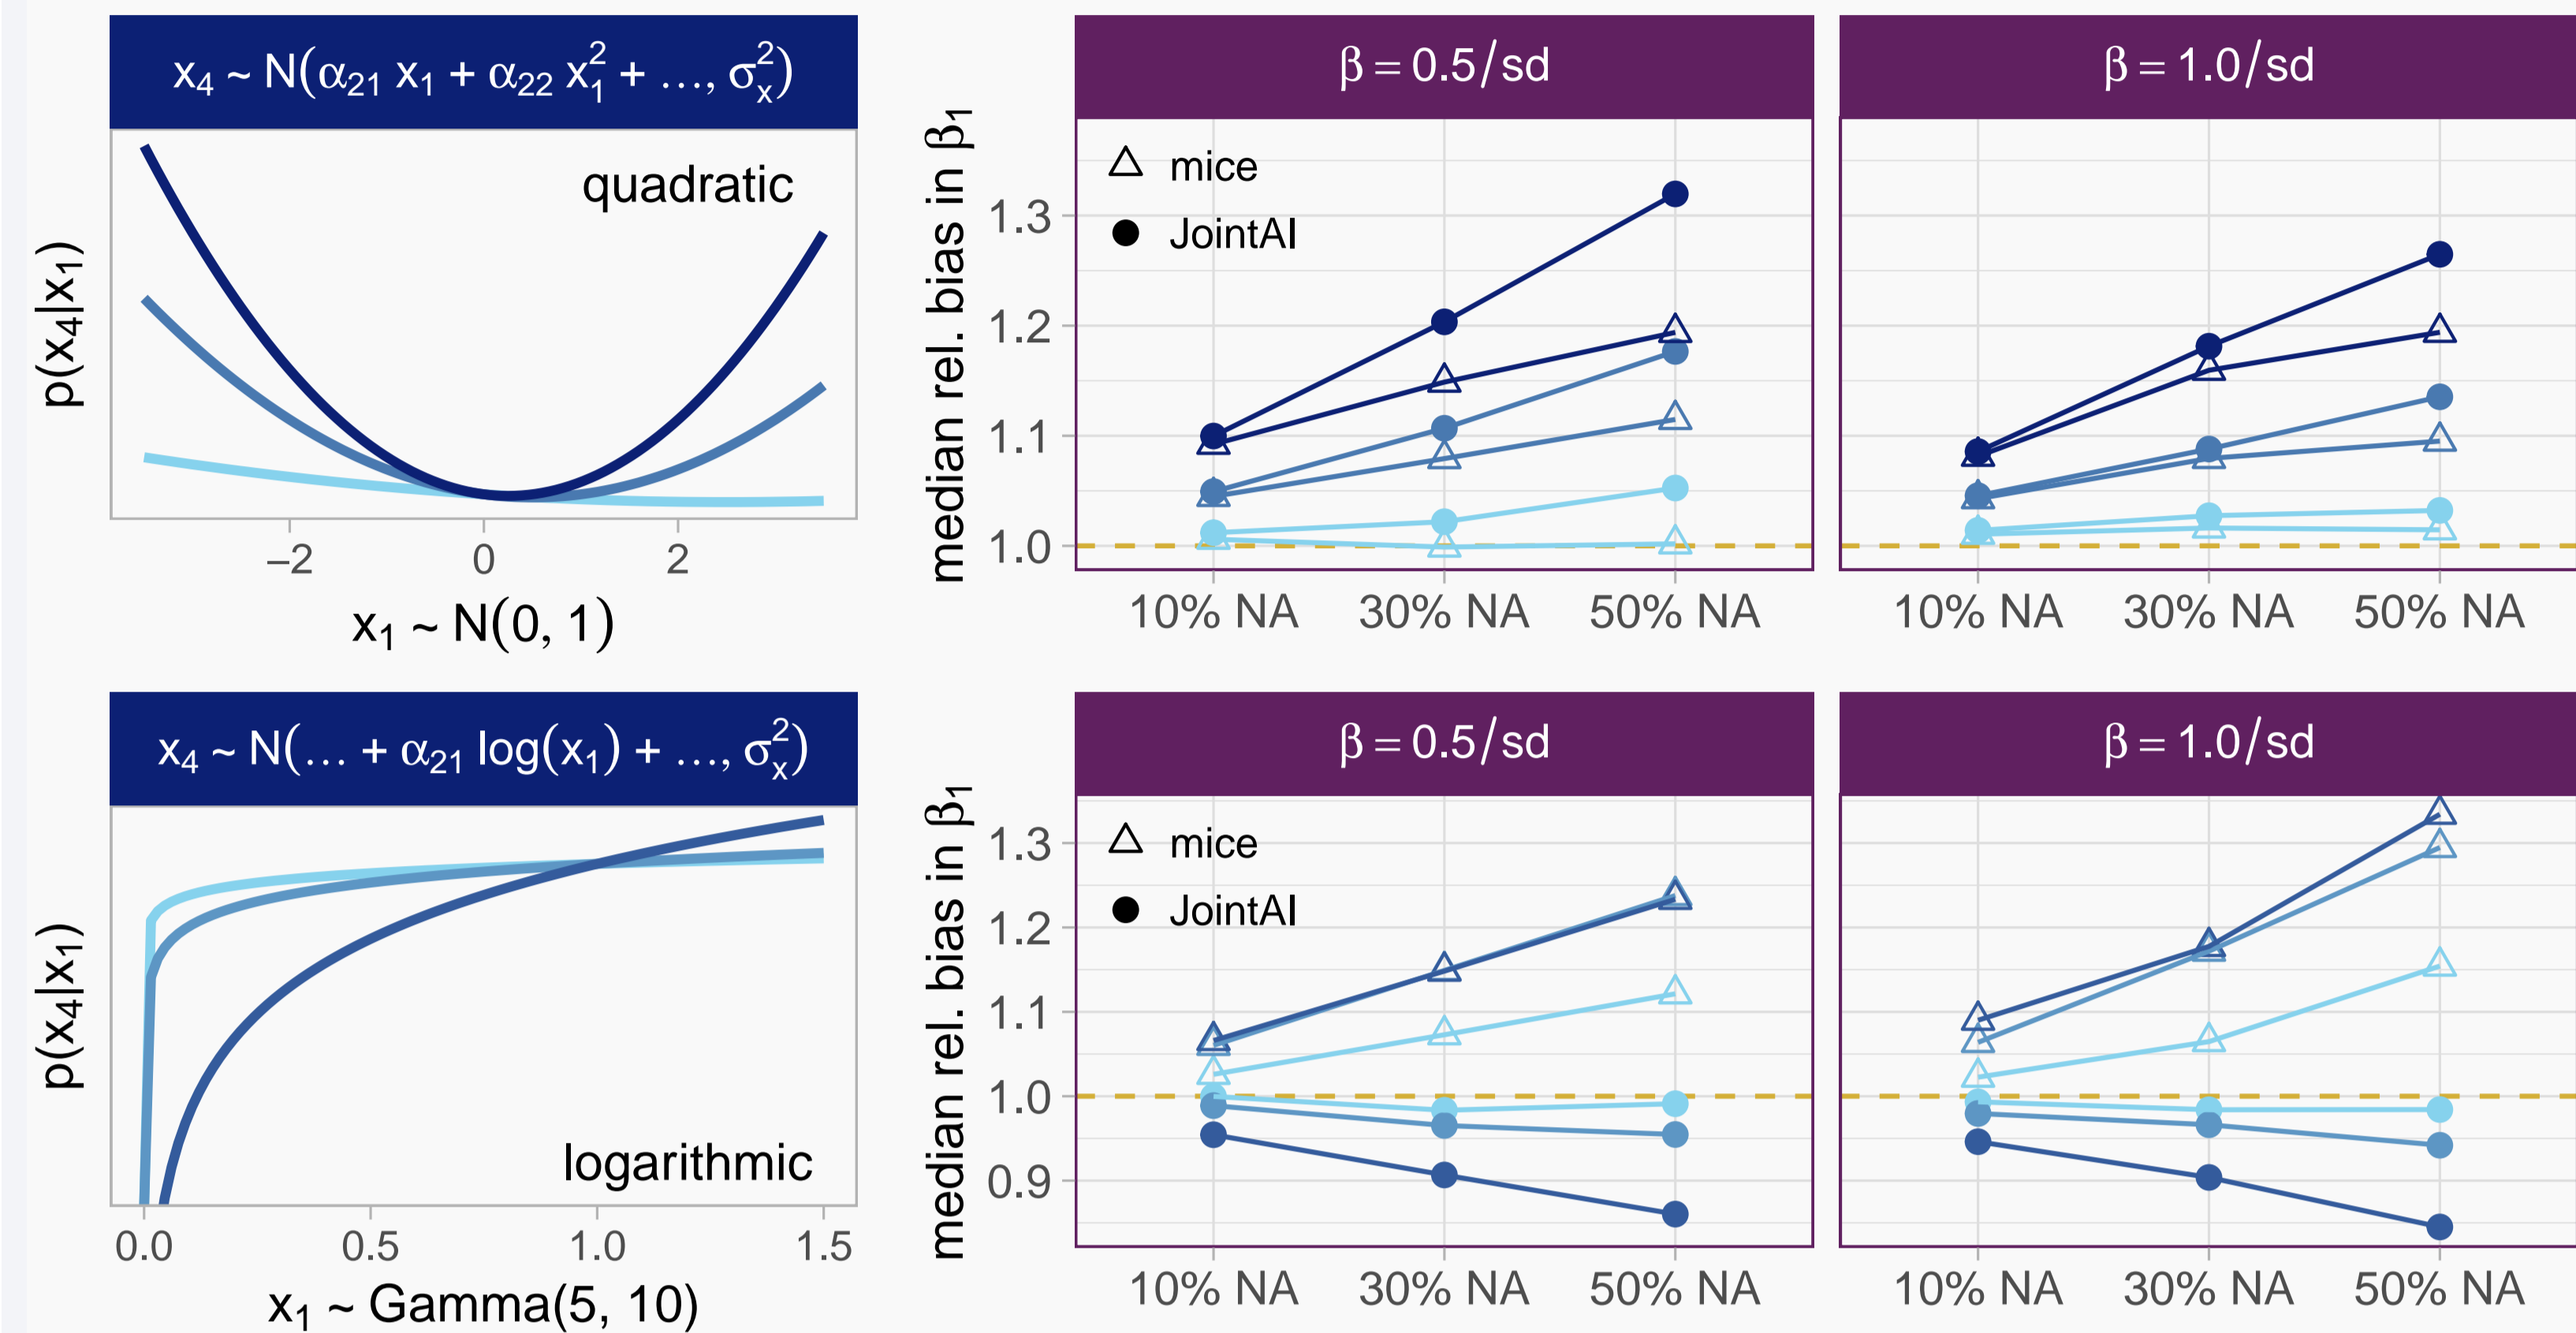 x₄ ~ N(α₂₁ x₁ + α₂₂ x₁² + …, σₓ²)
quadratic
p(x₄|x₁)
−2 0 2
x₁ ~ N(0, 1)
β = 0.5/sd
β = 1.0/sd
median rel. bias in β₁
mice
JointAI
1.3
1.2
1.1
1.0
10% NA 30% NA 50% NA
10% NA 30% NA 50% NA
x₄ ~ N(… + α₂₁ log(x₁) + …, σₓ²)
logarithmic
p(x₄|x₁)
0.0 0.5 1.0 1.5
x₁ ~ Gamma(5, 10)
β = 0.5/sd
β = 1.0/sd
median rel. bias in β₁
mice
JointAI
1.3
1.2
1.1
1.0
0.9
10% NA 30% NA 50% NA
10% NA 30% NA 50% NA